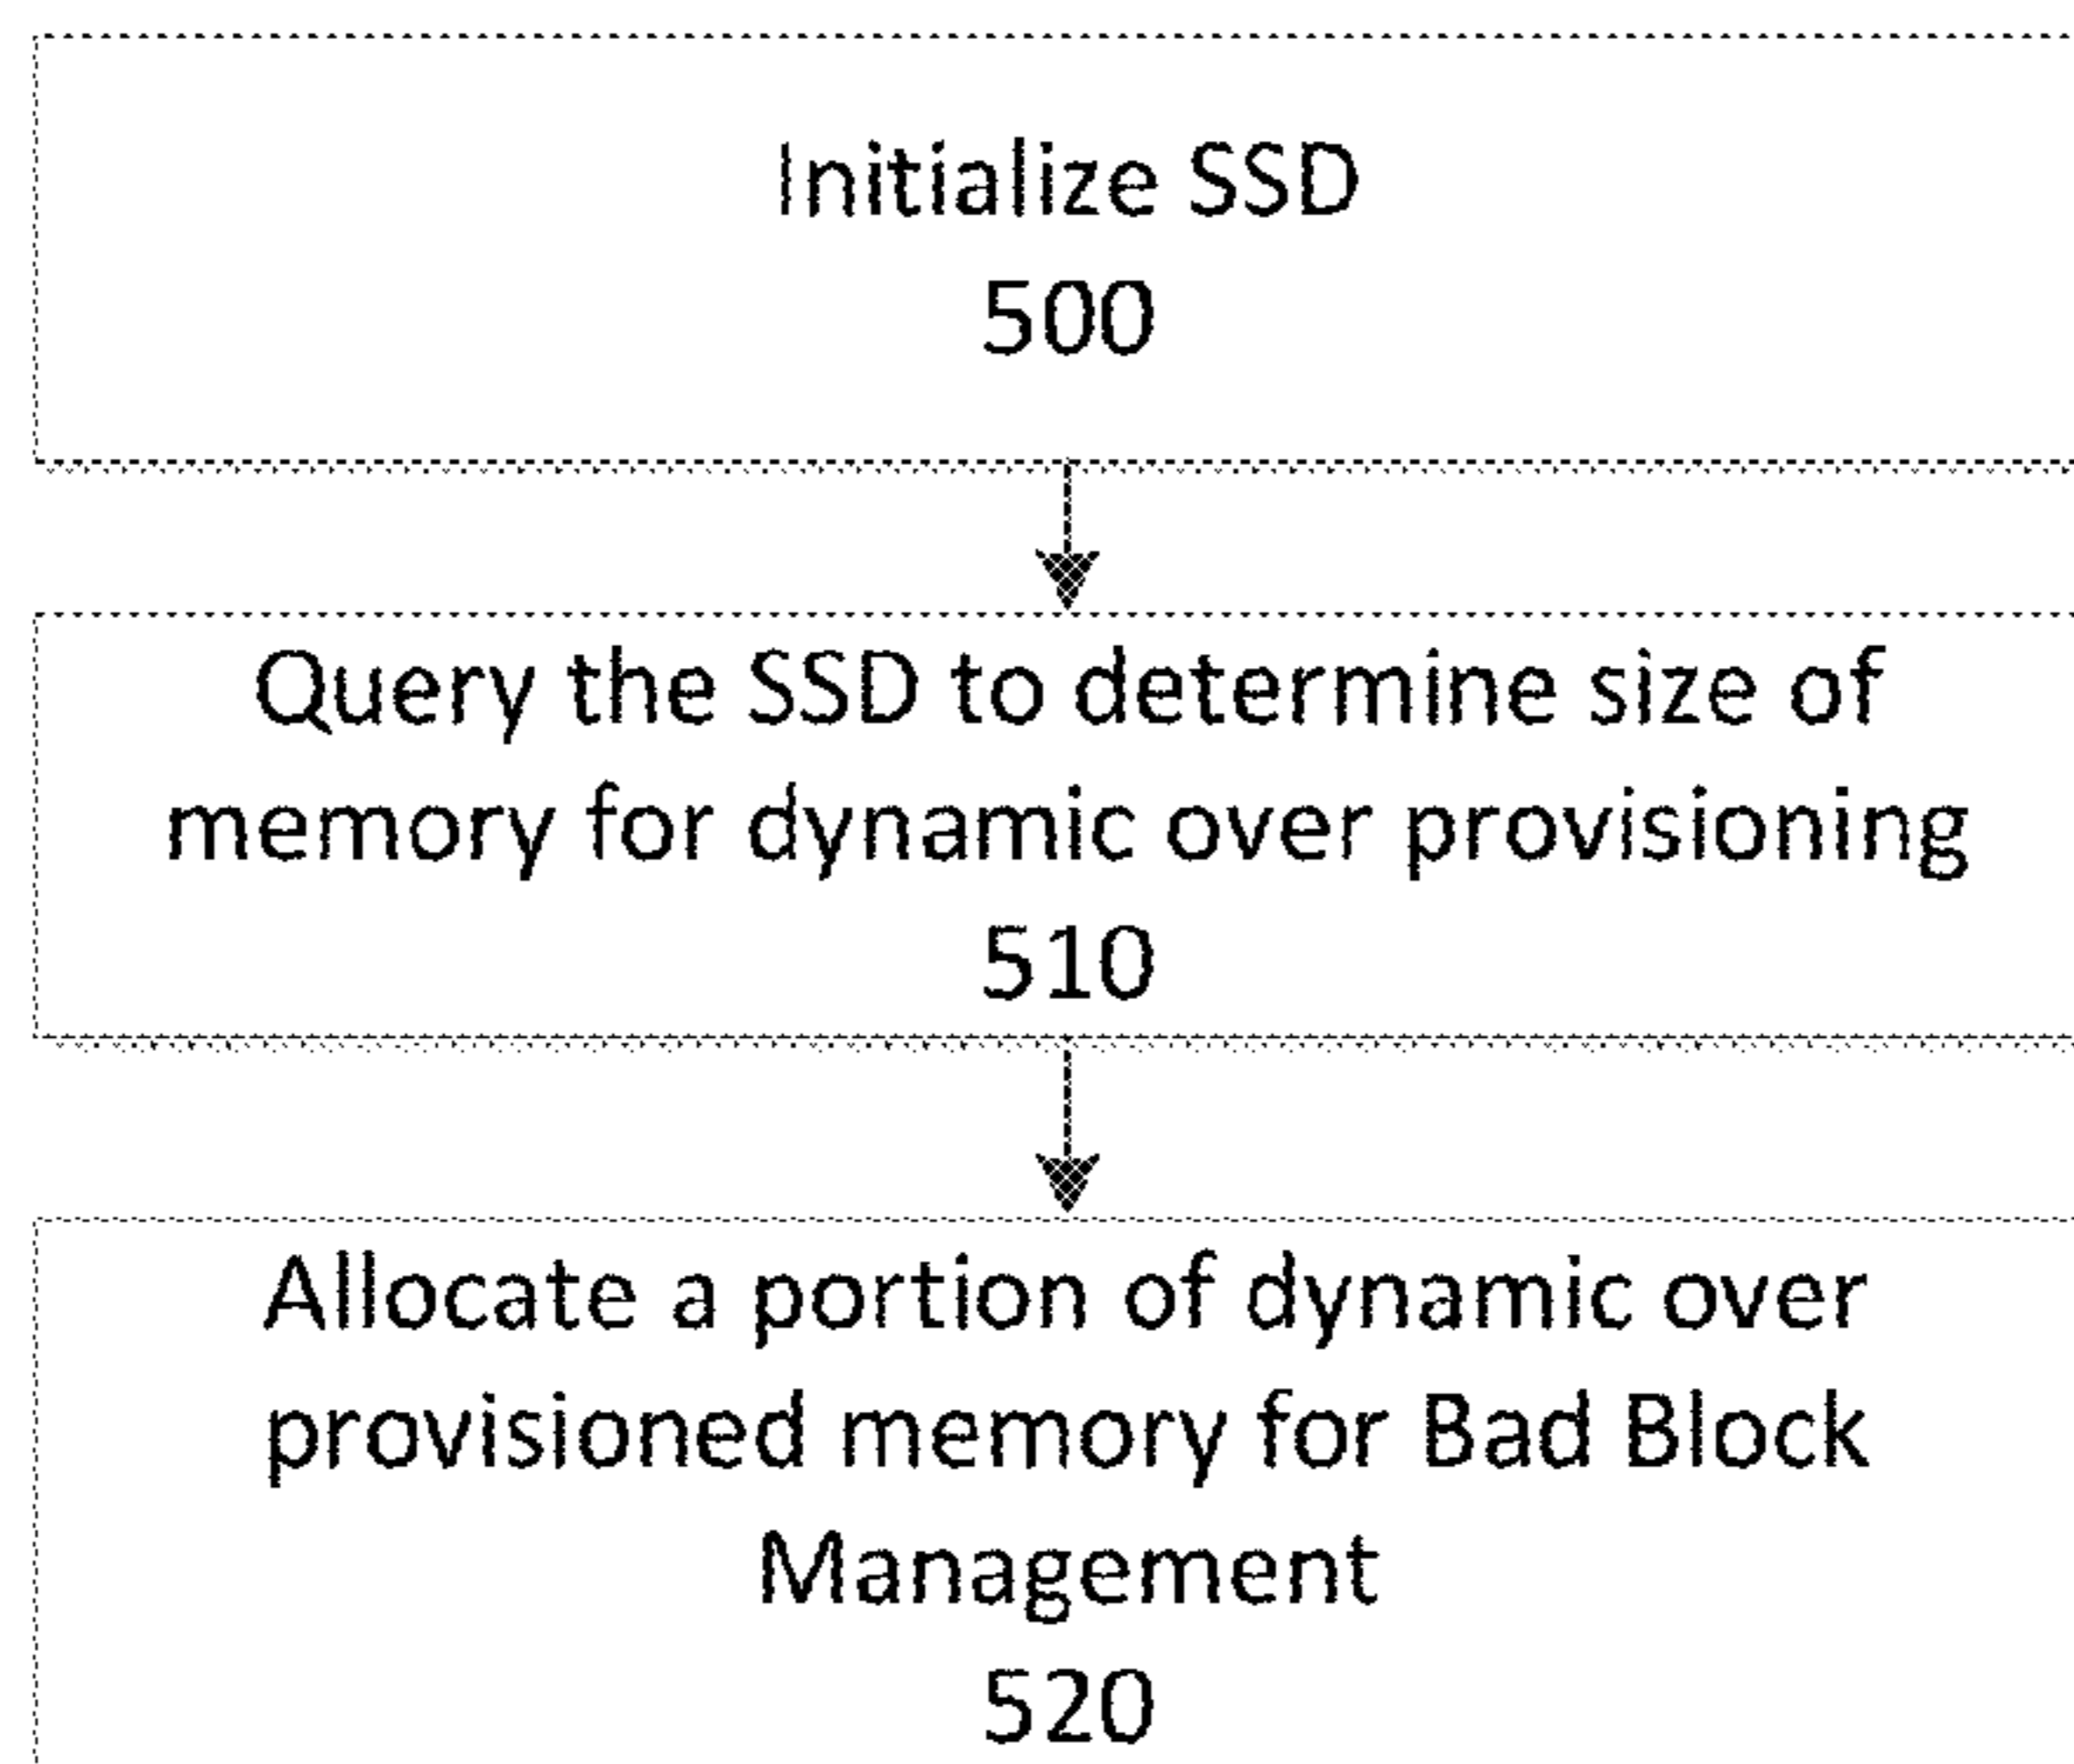 Initialize SSD
500
Query the SSD to determine size of
memory for dynamic over provisioning
510
Allocate a portion of dynamic over
provisioned memory for Bad Block
Management
520